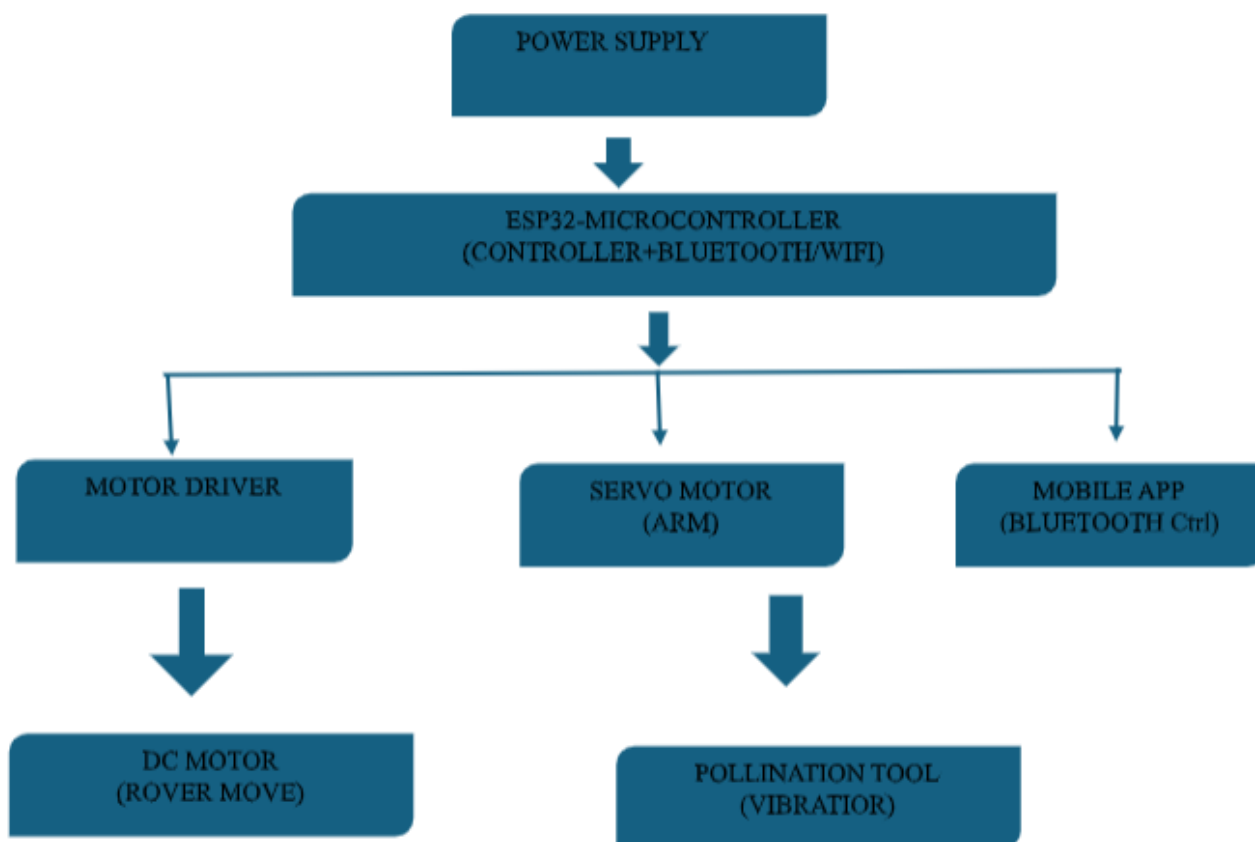 POWER SUPPLY
ESP32-MICROCONTROLLER
(CONTROLLER+BLUETOOTH/WIFI)
MOTOR DRIVER
SERVO MOTOR
(ARM)
MOBILE APP
(BLUETOOTH Ctrl)
DC MOTOR
(ROVER MOVE)
POLLINATION TOOL
(VIBRATIOR)